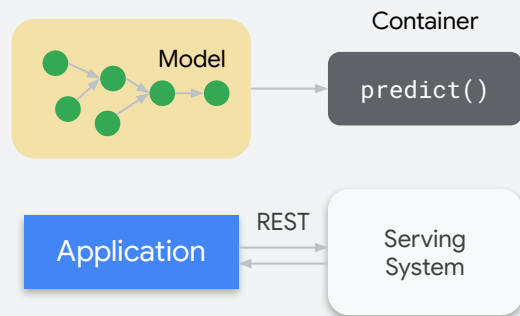 Container
Model
predict()
REST
Application
Serving
System